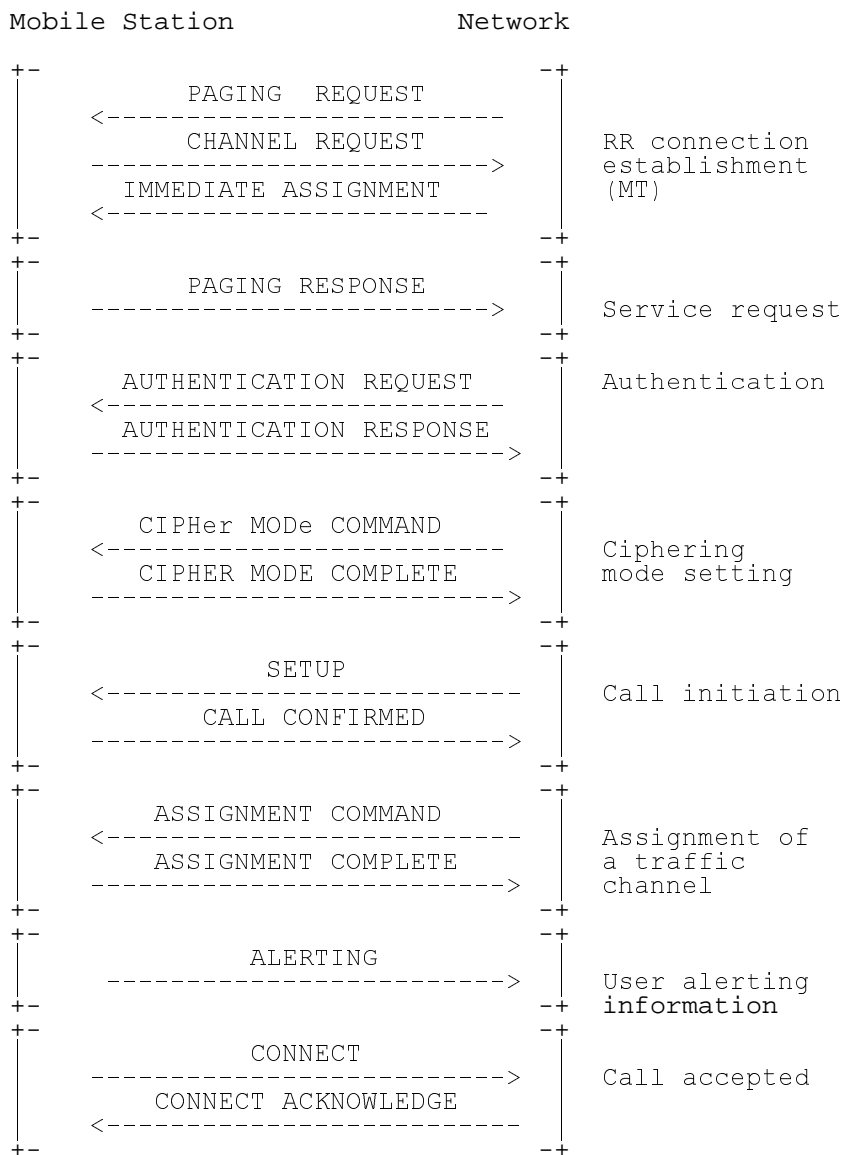 Mobile Station Network
PAGING REQUEST
CHANNEL REQUEST RR connection
establishment
IMMEDIATE ASSIGNMENT (MT)
PAGING RESPONSE
Service request
AUTHENTICATION REQUEST Authentication
AUTHENTICATION RESPONSE
CIPHer MODe COMMAND
Ciphering
CIPHER MODE COMPLETE mode setting
SETUP
Call initiation
CALL CONFIRMED
ASSIGNMENT COMMAND
Assignment of
ASSIGNMENT COMPLETE a traffic
channel
ALERTING
User alerting
information
CONNECT
Call accepted
CONNECT ACKNOWLEDGE